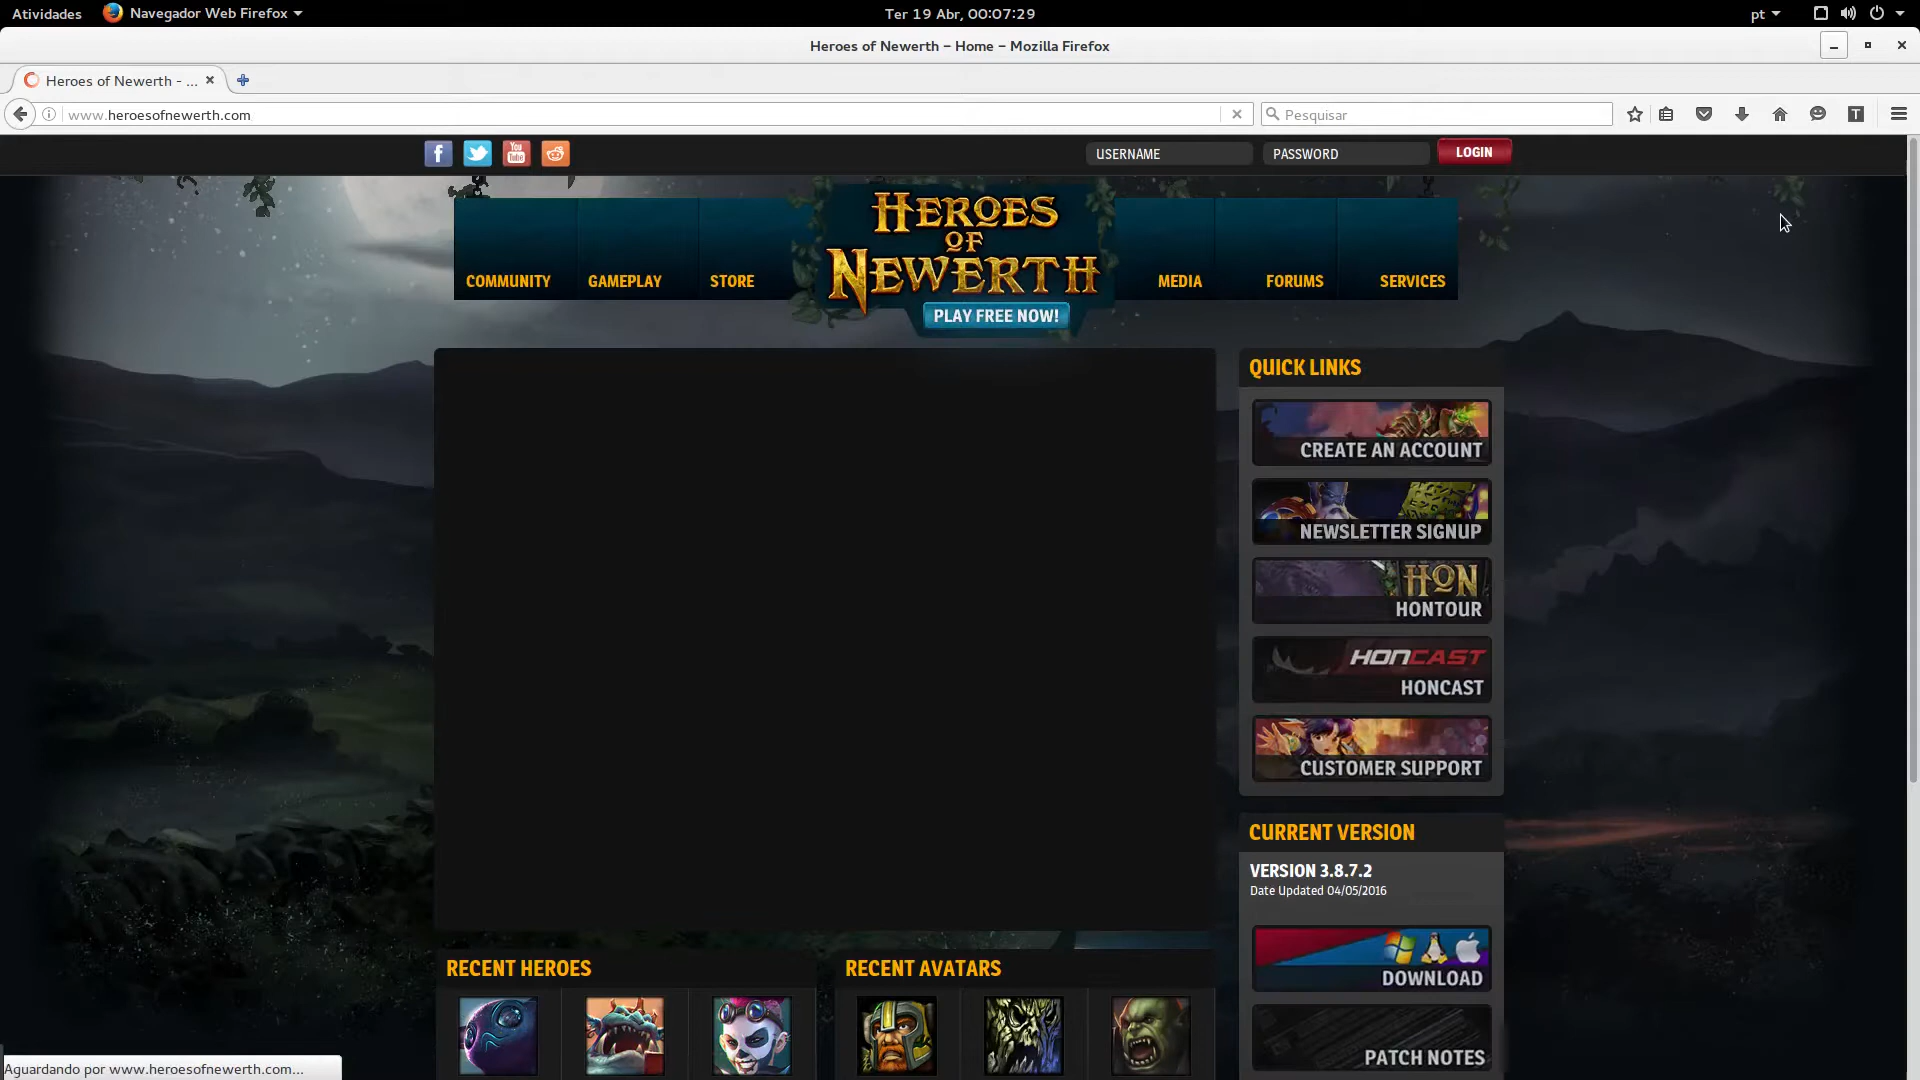 Atividades
Navegador Web Firefox
Ter 19 Abr, 00:07:29
pt
Heroes of Newerth – Home – Mozilla Firefox
Heroes of Newerth - ...
www.heroesofnewerth.com
Pesquisar
T
f
You Tube
USERNAME
PASSWORD
LOGIN
HEROES OF NEWERTH
COMMUNITY
GAMEPLAY
STORE
MEDIA
FORUMS
SERVICES
PLAY FREE NOW!
QUICK LINKS
CREATE AN ACCOUNT
NEWSLETTER SIGNUP
HON
HONTOUR
HONCAST
HONCAST
CUSTOMER SUPPORT
CURRENT VERSION
VERSION 3.8.7.2
Date Updated 04/05/2016
DOWNLOAD
PATCH NOTES
RECENT HEROES
RECENT AVATARS
Aguardando por www.heroesofnewerth.com...